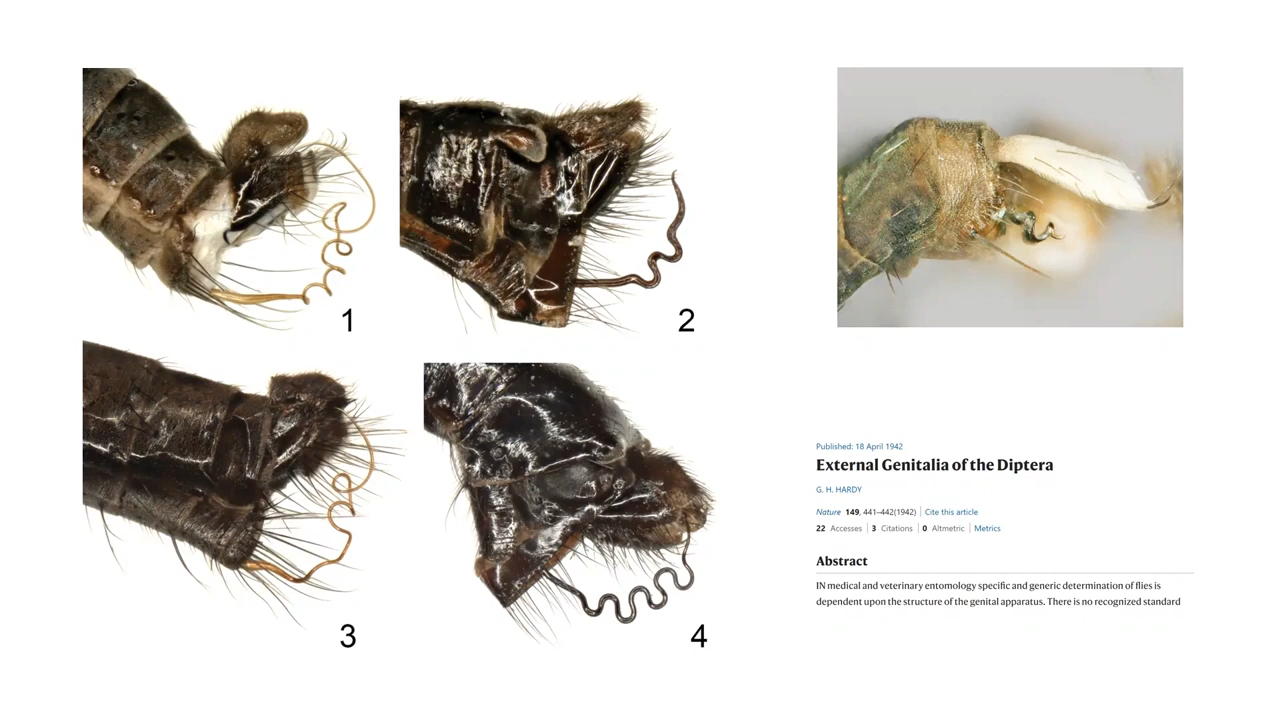 1
2
3
4
Published: 18 April 1942
External Genitalia of the Diptera
G. H. HARDY
Nature 149, 441–442(1942) | Cite this article
22 Accesses | 3 Citations | 0 Altmetric | Metrics
Abstract
IN medical and veterinary entomology specific and generic determination of flies is
dependent upon the structure of the genital apparatus. There is no recognized standard